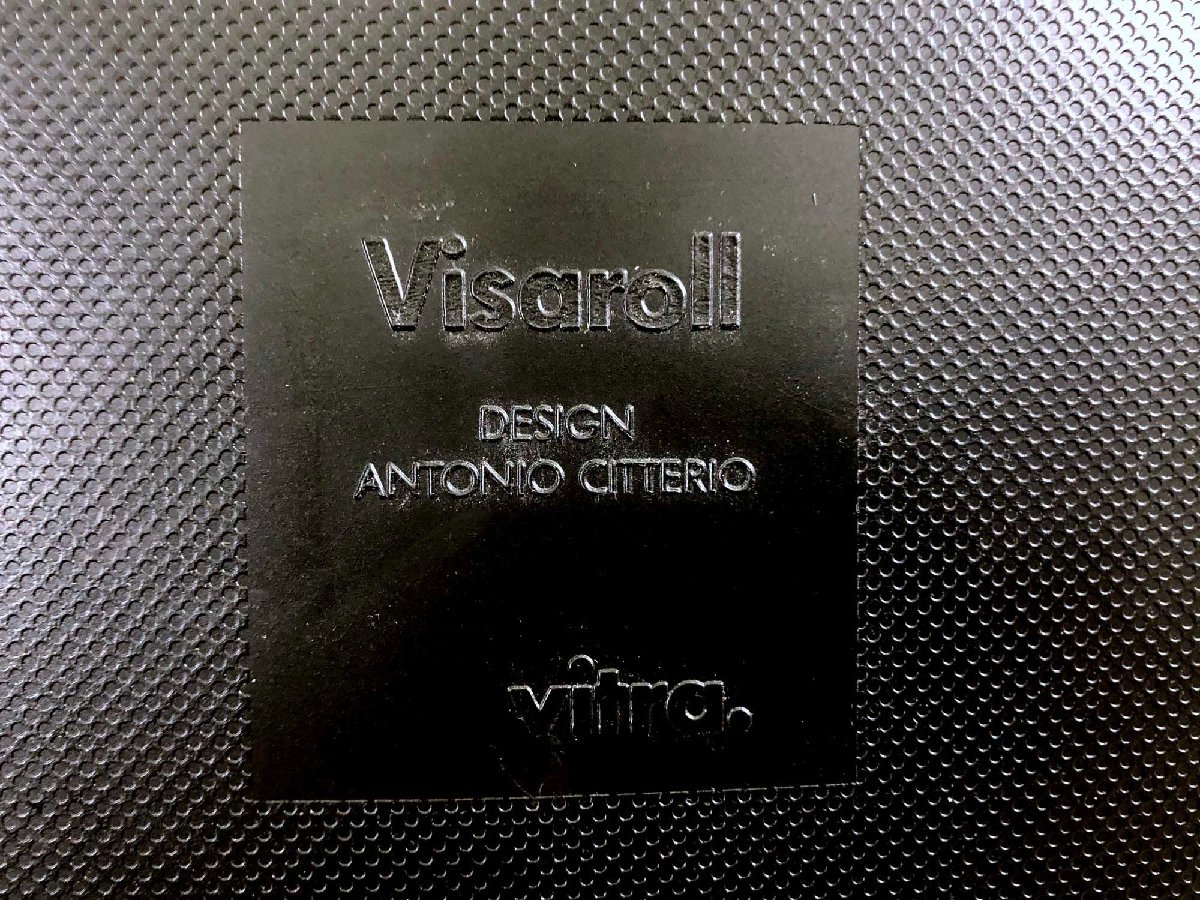 Visaroll
DESIGN
ANTONIO CITTERIO
vitra.